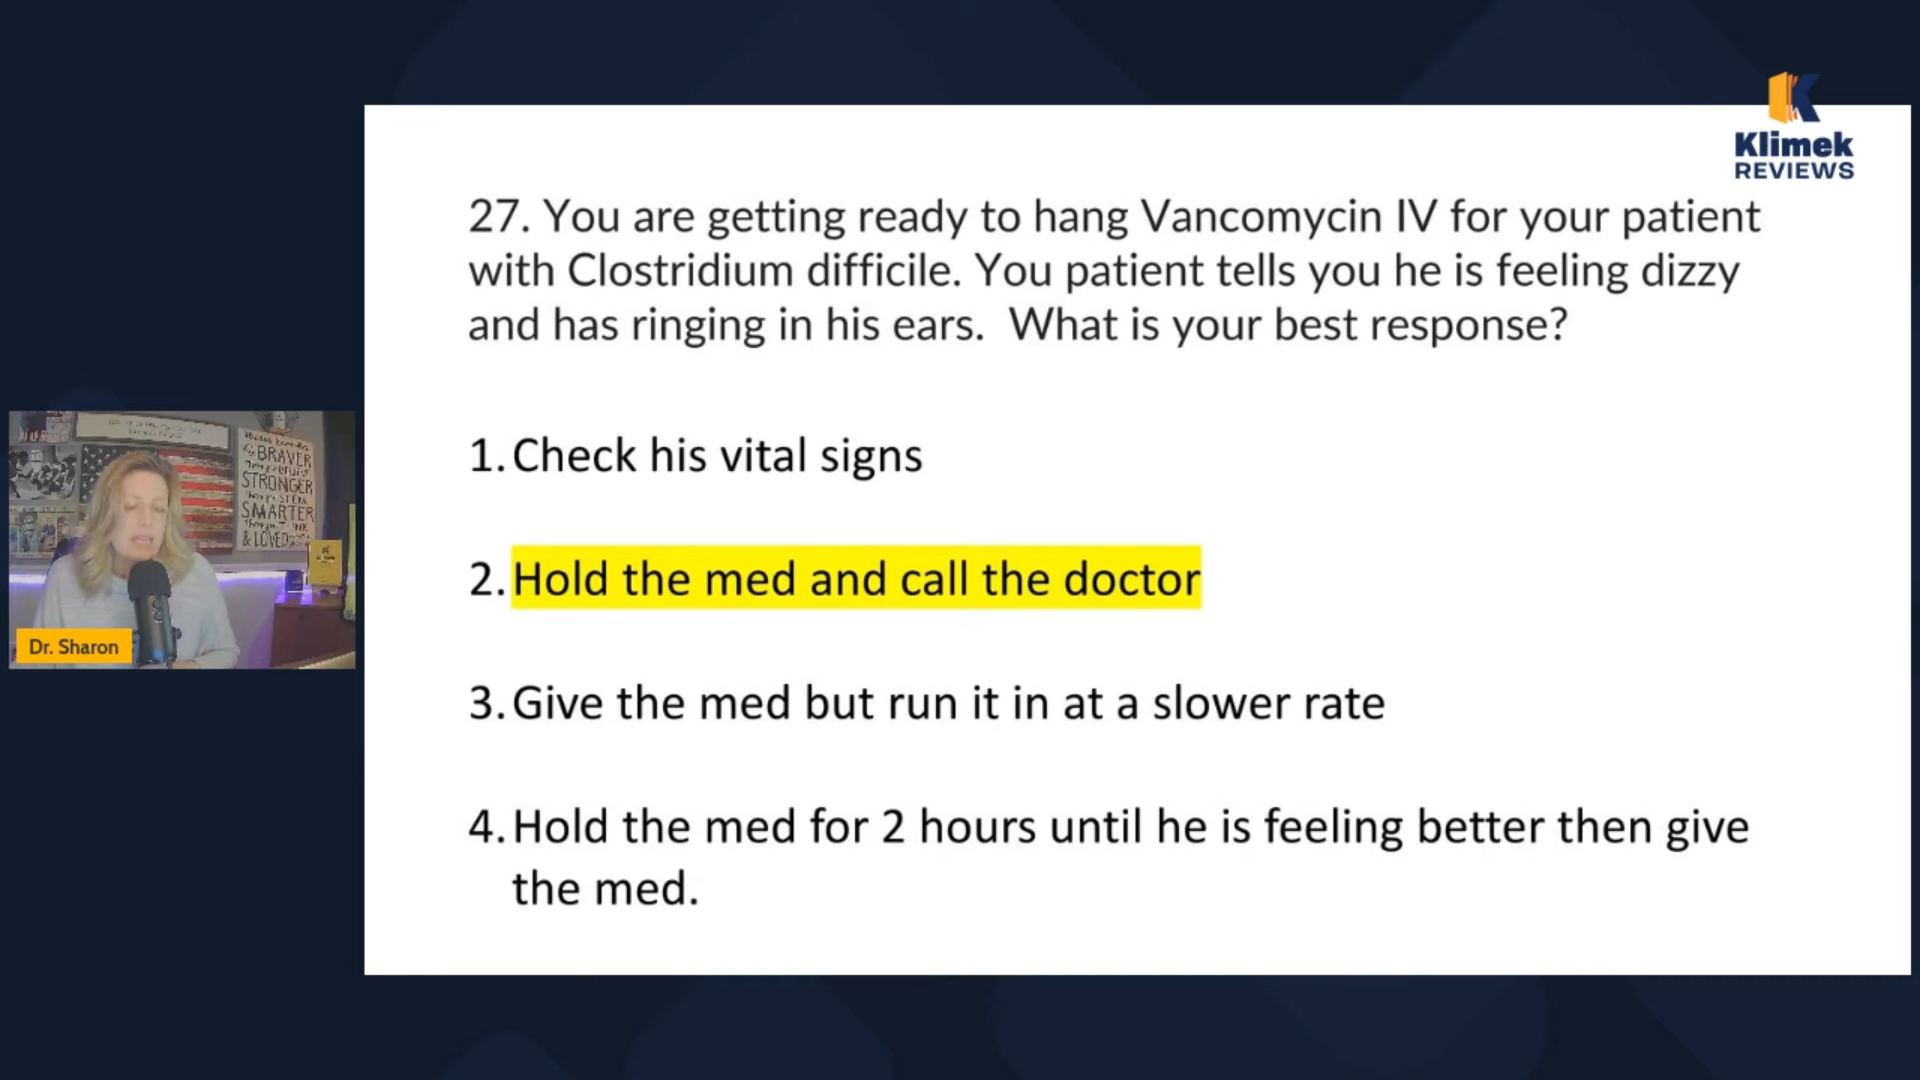 Klimek
REVIEWS
27. You are getting ready to hang Vancomycin IV for your patient
with Clostridium difficile. You patient tells you he is feeling dizzy
and has ringing in his ears.  What is your best response?
1. Check his vital signs
2. Hold the med and call the doctor
3. Give the med but run it in at a slower rate
4. Hold the med for 2 hours until he is feeling better then give
the med.
BRAVER
STRONGER
SMARTER
& LOVED
Dr. Sharon